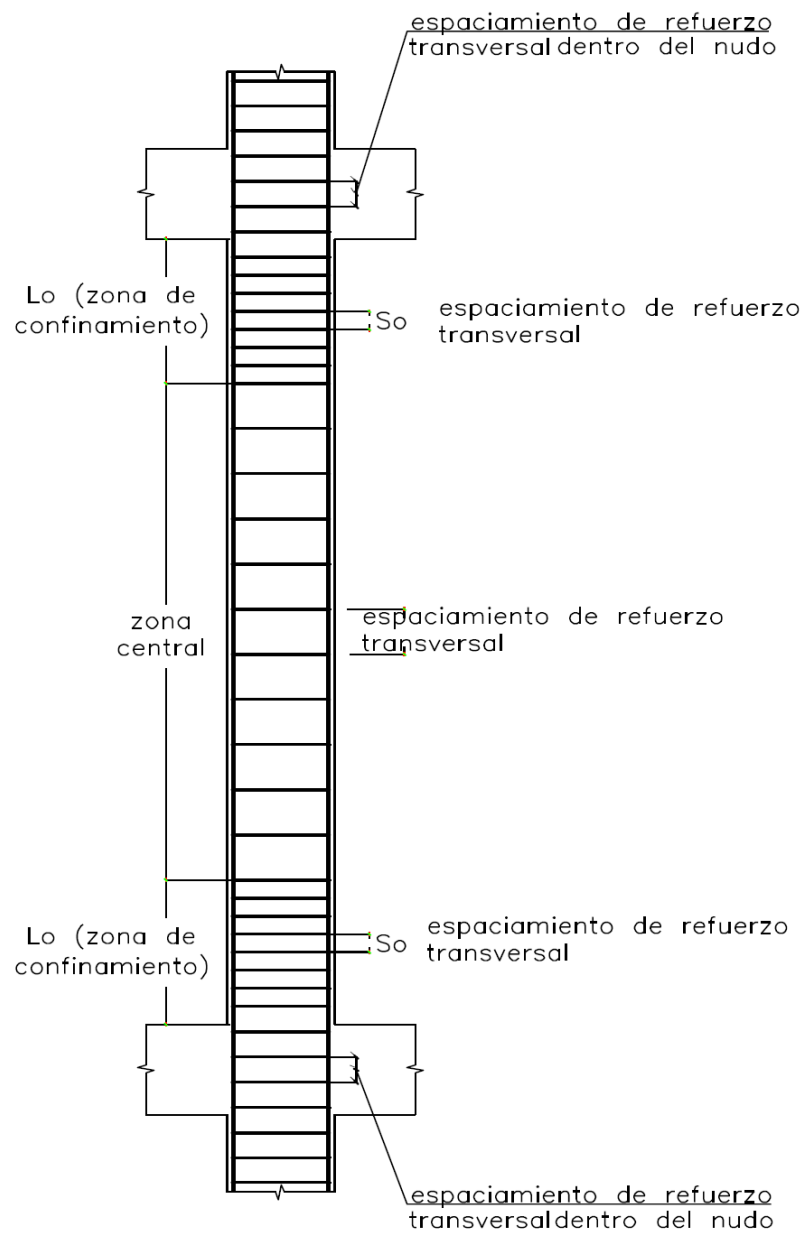 espaciamiento de refuerzo
transversal dentro del nudo
Lo (zona de
confinamiento)
So
espaciamiento de refuerzo
transversal
zona
central
espaciamiento de refuerzo
transversal
Lo (zona de
confinamiento)
So
espaciamiento de refuerzo
transversal
espaciamiento de refuerzo
transversal dentro del nudo